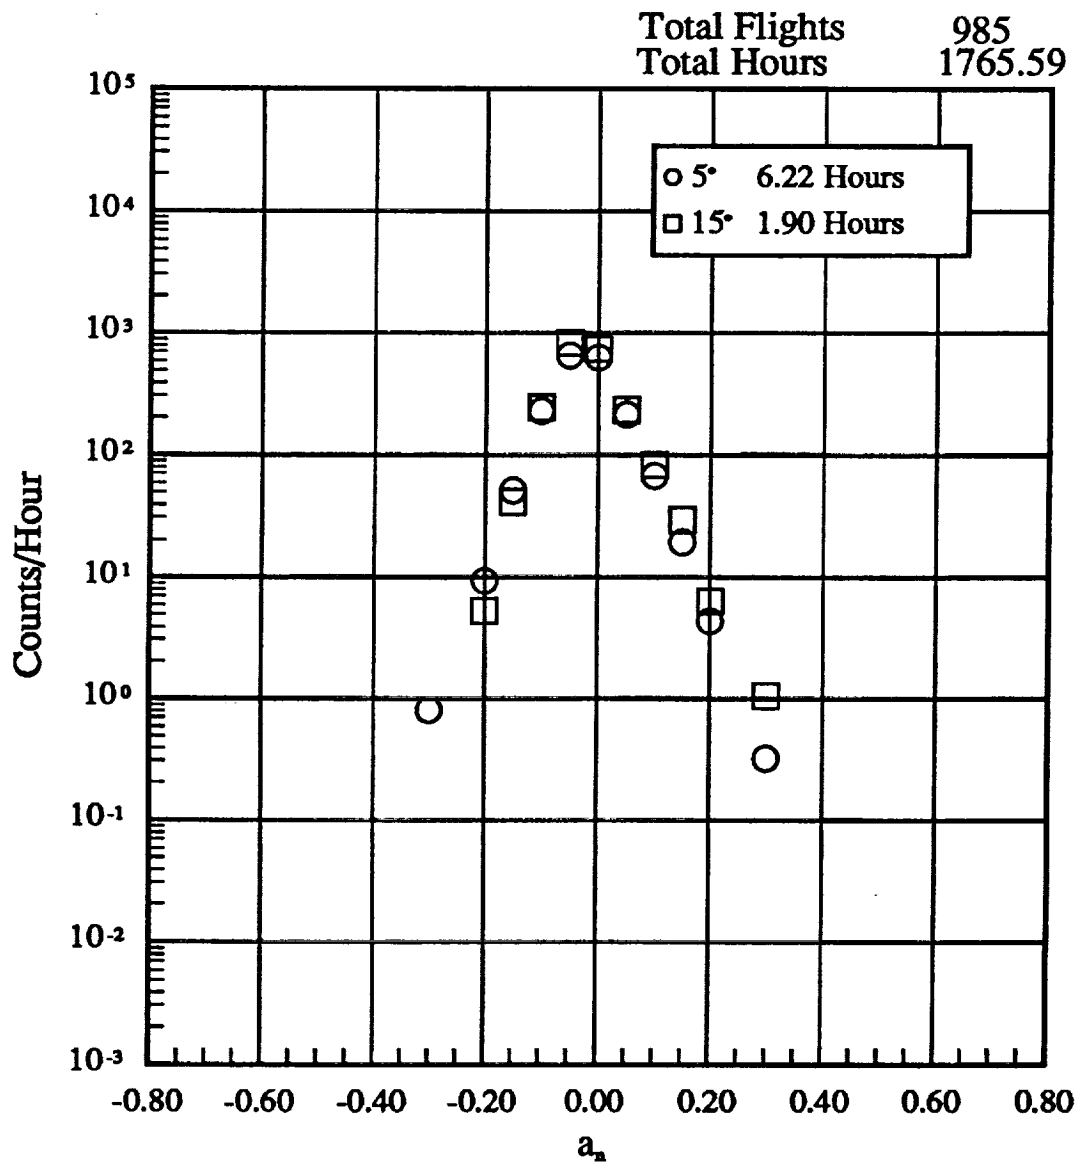 Total Flights 985
Total Hours 1765.59
10⁵
5° 6.22 Hours
10⁴
15° 1.90 Hours
10³
10²
10¹
10⁰
10⁻¹
10⁻²
10⁻³
Counts/Hour
-0.80 -0.60 -0.40 -0.20 0.00 0.20 0.40 0.60 0.80
aₙ